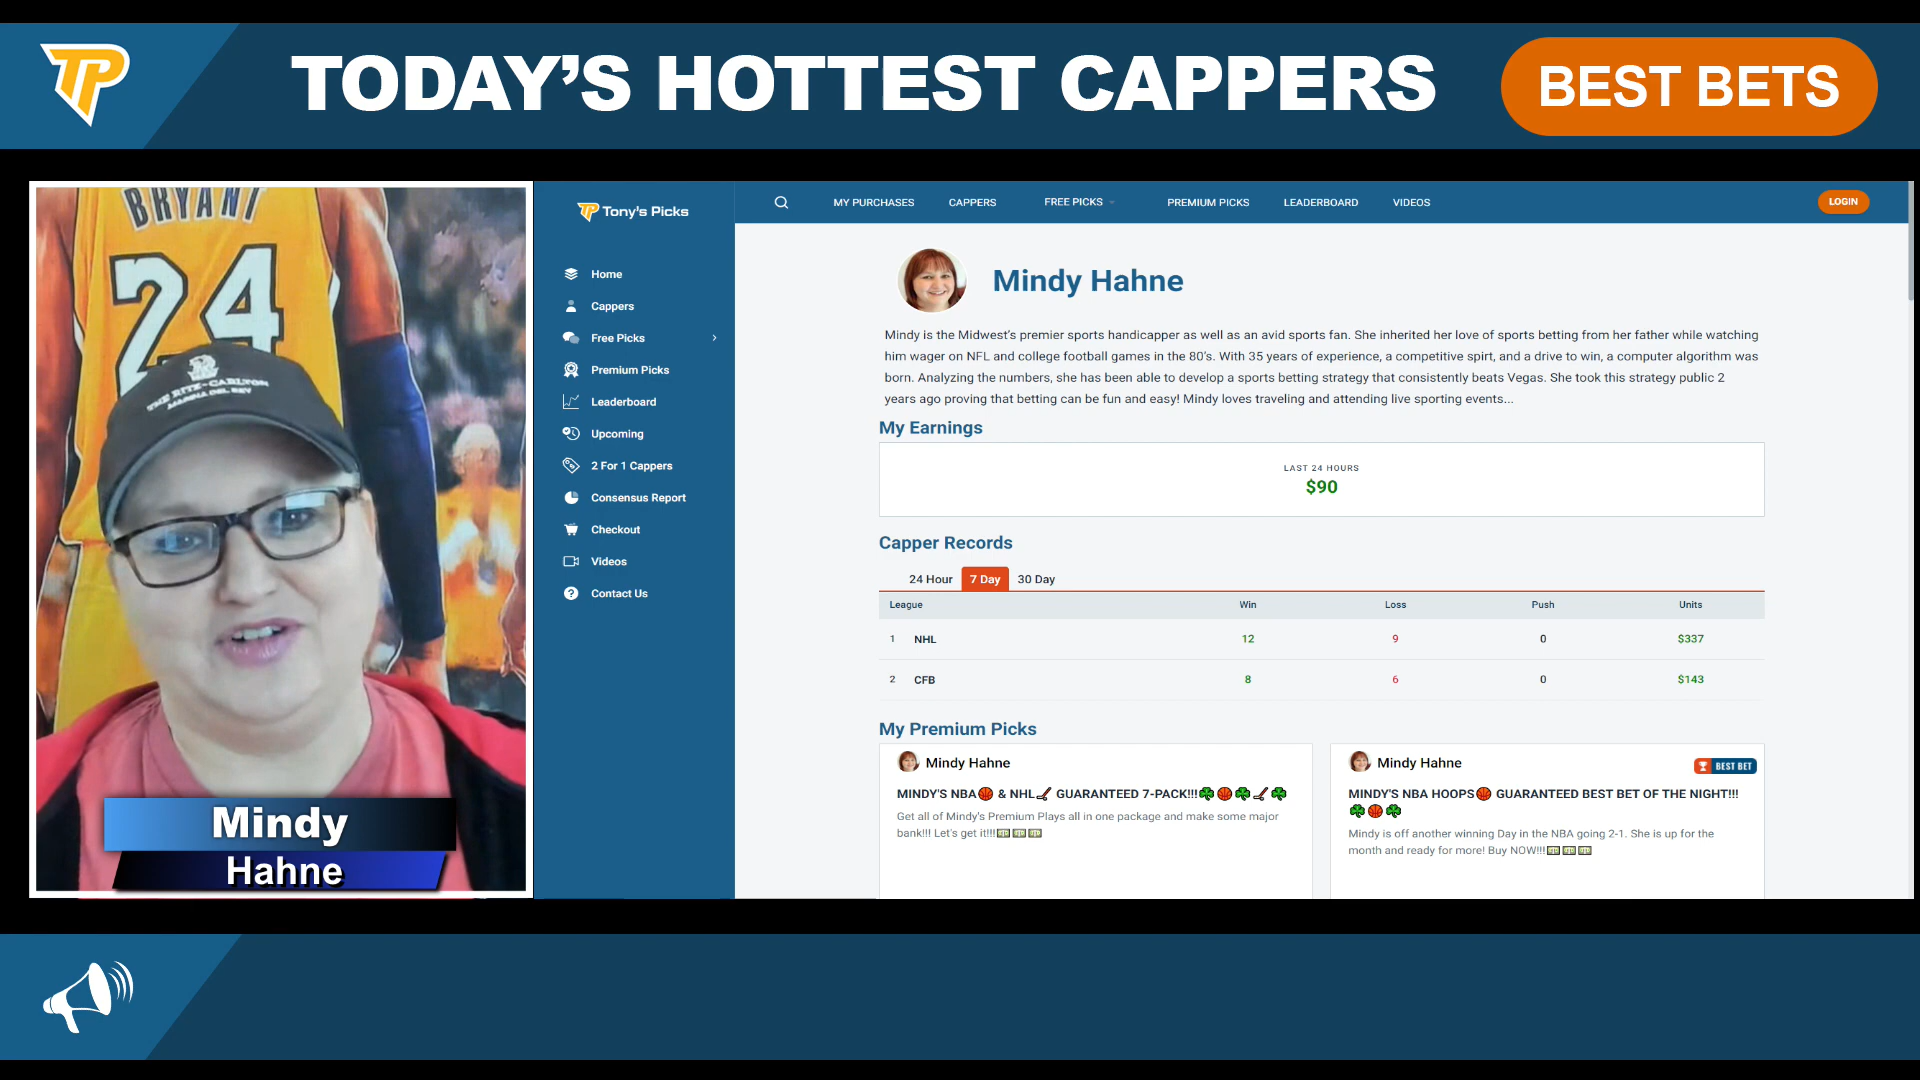 TP
TODAY'S HOTTEST CAPPERS
BEST BETS
BRYANT
24
THE RITZ-CARLTON
MARINA DEL REY
Mindy
Hahne
TP Tony's Picks
Home
Cappers
Free Picks
Premium Picks
Leaderboard
Upcoming
2 For 1 Cappers
Consensus Report
Checkout
Videos
Contact Us
MY PURCHASES CAPPERS FREE PICKS PREMIUM PICKS LEADERBOARD VIDEOS
LOGIN
Mindy Hahne
Mindy is the Midwest's premier sports handicapper as well as an avid sports fan. She inherited her love of sports betting from her father while watching
him wager on NFL and college football games in the 80's. With 35 years of experience, a competitive spirt, and a drive to win, a computer algorithm was
born. Analyzing the numbers, she has been able to develop a sports betting strategy that consistently beats Vegas. She took this strategy public 2
years ago proving that betting can be fun and easy! Mindy loves traveling and attending live sporting events...
My Earnings
LAST 24 HOURS
$90
Capper Records
24 Hour 7 Day 30 Day
League Win Loss Push Units
1 NHL 12 9 0 $337
2 CFB 8 6 0 $143
My Premium Picks
Mindy Hahne
MINDY'S NBA🏀 & NHL🏒 GUARANTEED 7-PACK!!!☘🏀☘🏒☘
Get all of Mindy's Premium Plays all in one package and make some major
bank!!! Let's get it!!!💵💵💵
Mindy Hahne
BEST BET
MINDY'S NBA HOOPS🏀 GUARANTEED BEST BET OF THE NIGHT!!!
☘🏀☘
Mindy is off another winning Day in the NBA going 2-1. She is up for the
month and ready for more! Buy NOW!!!💵💵💵